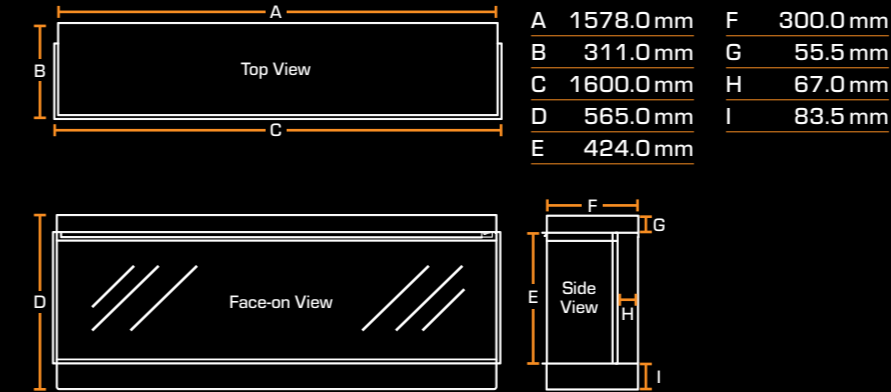 A
B
Top View
C
A 1578.0 mm F 300.0 mm
B 311.0 mm G 55.5 mm
C 1600.0 mm H 67.0 mm
D 565.0 mm I 83.5 mm
E 424.0 mm
F
G
D
Face-on View
E
Side
View
H
I